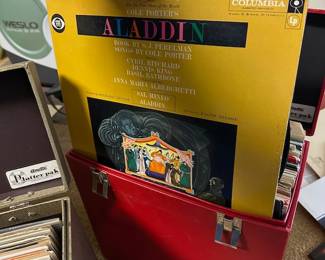 WESLO
COLE PORTER'S
COLUMBIA
ALADDIN
BOOK BY S. J. PERELMAN
SONGS BY COLE PORTER
CYRIL RITCHARD
DENNIS KING
BASIL RATHBONE
ANNA MARIA ALBERGHETTI
SAL MINEO
ALADDIN
Platter-pak